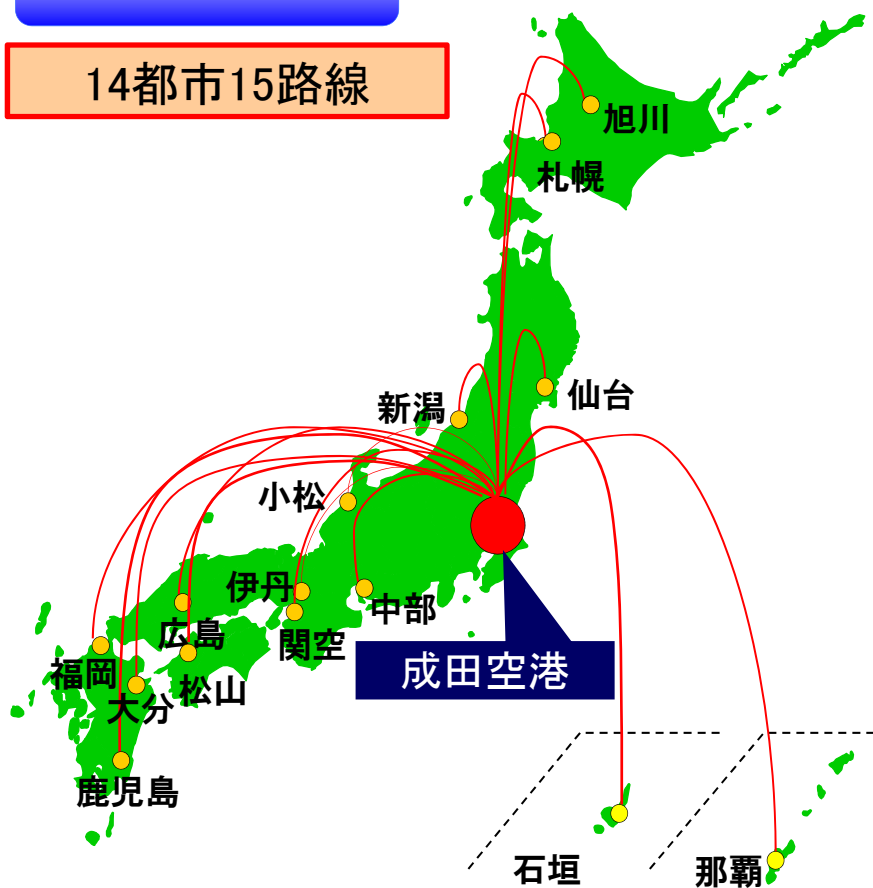 14都市15路線
旭川
札幌
仙台
新潟
小松
伊丹
中部
広島
関空
福岡
松山
成田空港
大分
鹿児島
石垣
那覇